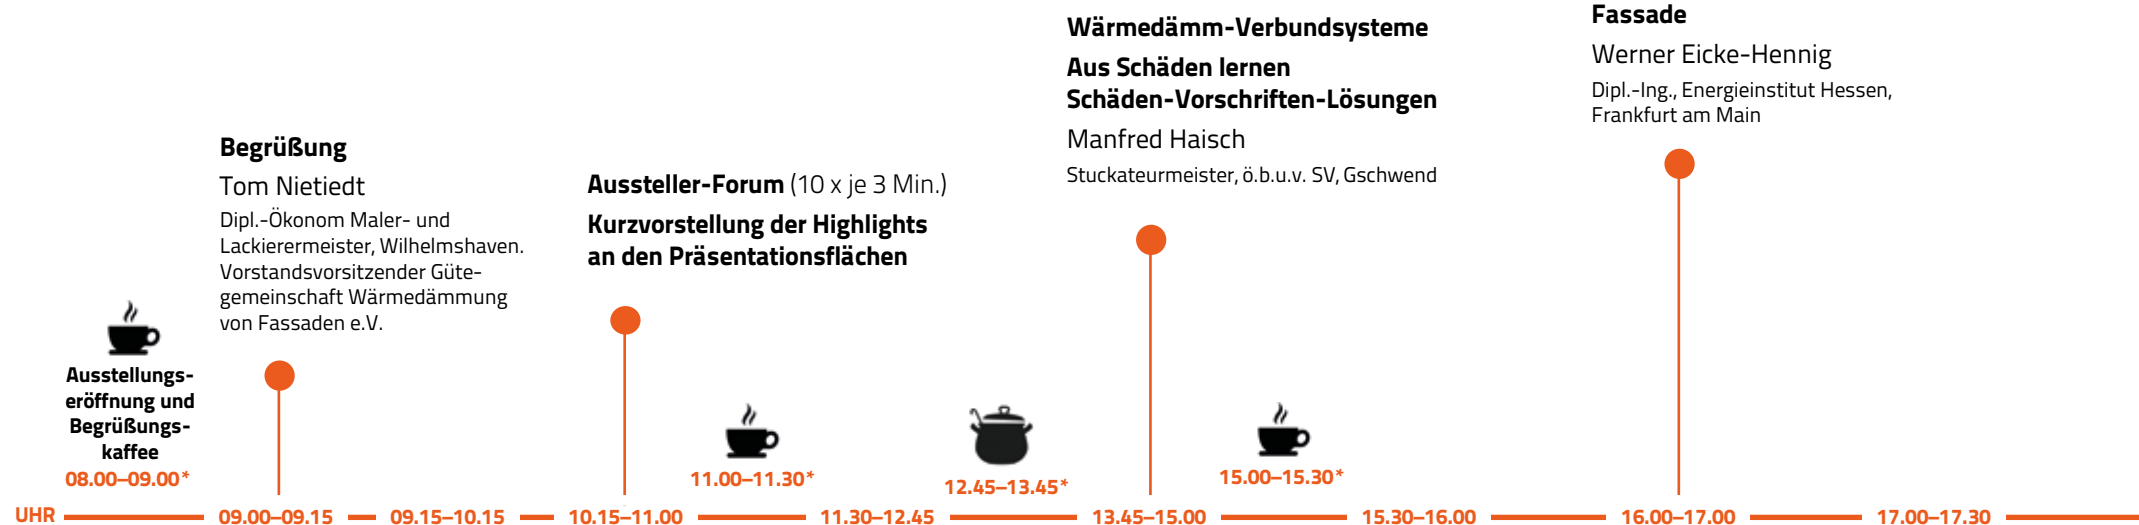 Ausstellungs-
eröffnung und
Begrüßungs-
kaffee
08.00–09.00*
Begrüßung
Tom Nietiedt
Dipl.-Ökonom Maler- und
Lackierermeister, Wilhelmshaven.
Vorstandsvorsitzender Güte-
gemeinschaft Wärmedämmung
von Fassaden e.V.
Aussteller-Forum (10 x je 3 Min.)
Kurzvorstellung der Highlights
an den Präsentationsflächen
11.00–11.30*
12.45–13.45*
Wärmedämm-Verbundsysteme
Aus Schäden lernen
Schäden-Vorschriften-Lösungen
Manfred Haisch
Stuckateurmeister, ö.b.u.v. SV, Gschwend
15.00–15.30*
Fassade
Werner Eicke-Hennig
Dipl.-Ing., Energieinstitut Hessen,
Frankfurt am Main
UHR 09.00–09.15 09.15–10.15 10.15–11.00 11.30–12.45 13.45–15.00 15.30–16.00 16.00–17.00 17.00–17.30